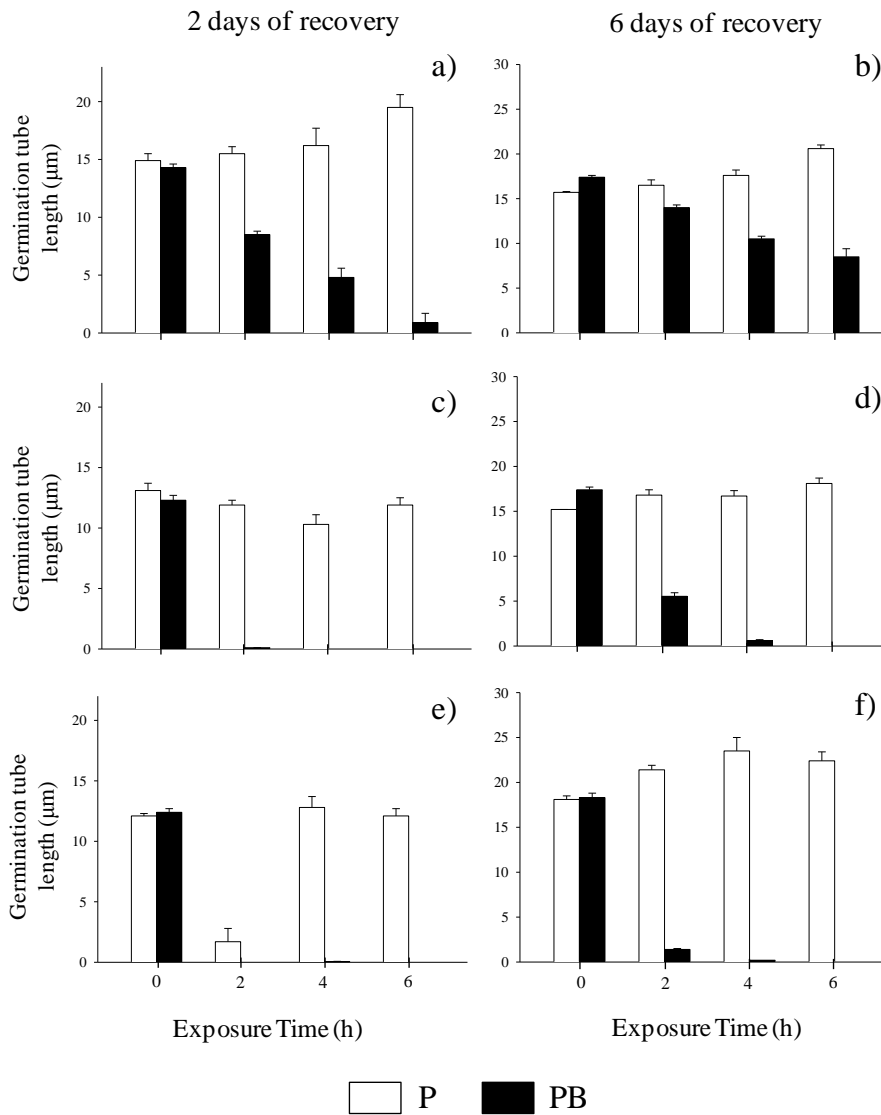 2 days of recovery
6 days of recovery
a)
20
15
10
5
0
Germination tube
length (µm)
b)
30
25
20
15
10
5
0
c)
20
15
10
5
0
Germination tube
length (µm)
d)
30
25
20
15
10
5
0
e)
20
15
10
5
0
Germination tube
length (µm)
0 2 4 6
Exposure Time (h)
f)
30
25
20
15
10
5
0
0 2 4 6
Exposure Time (h)
P PB